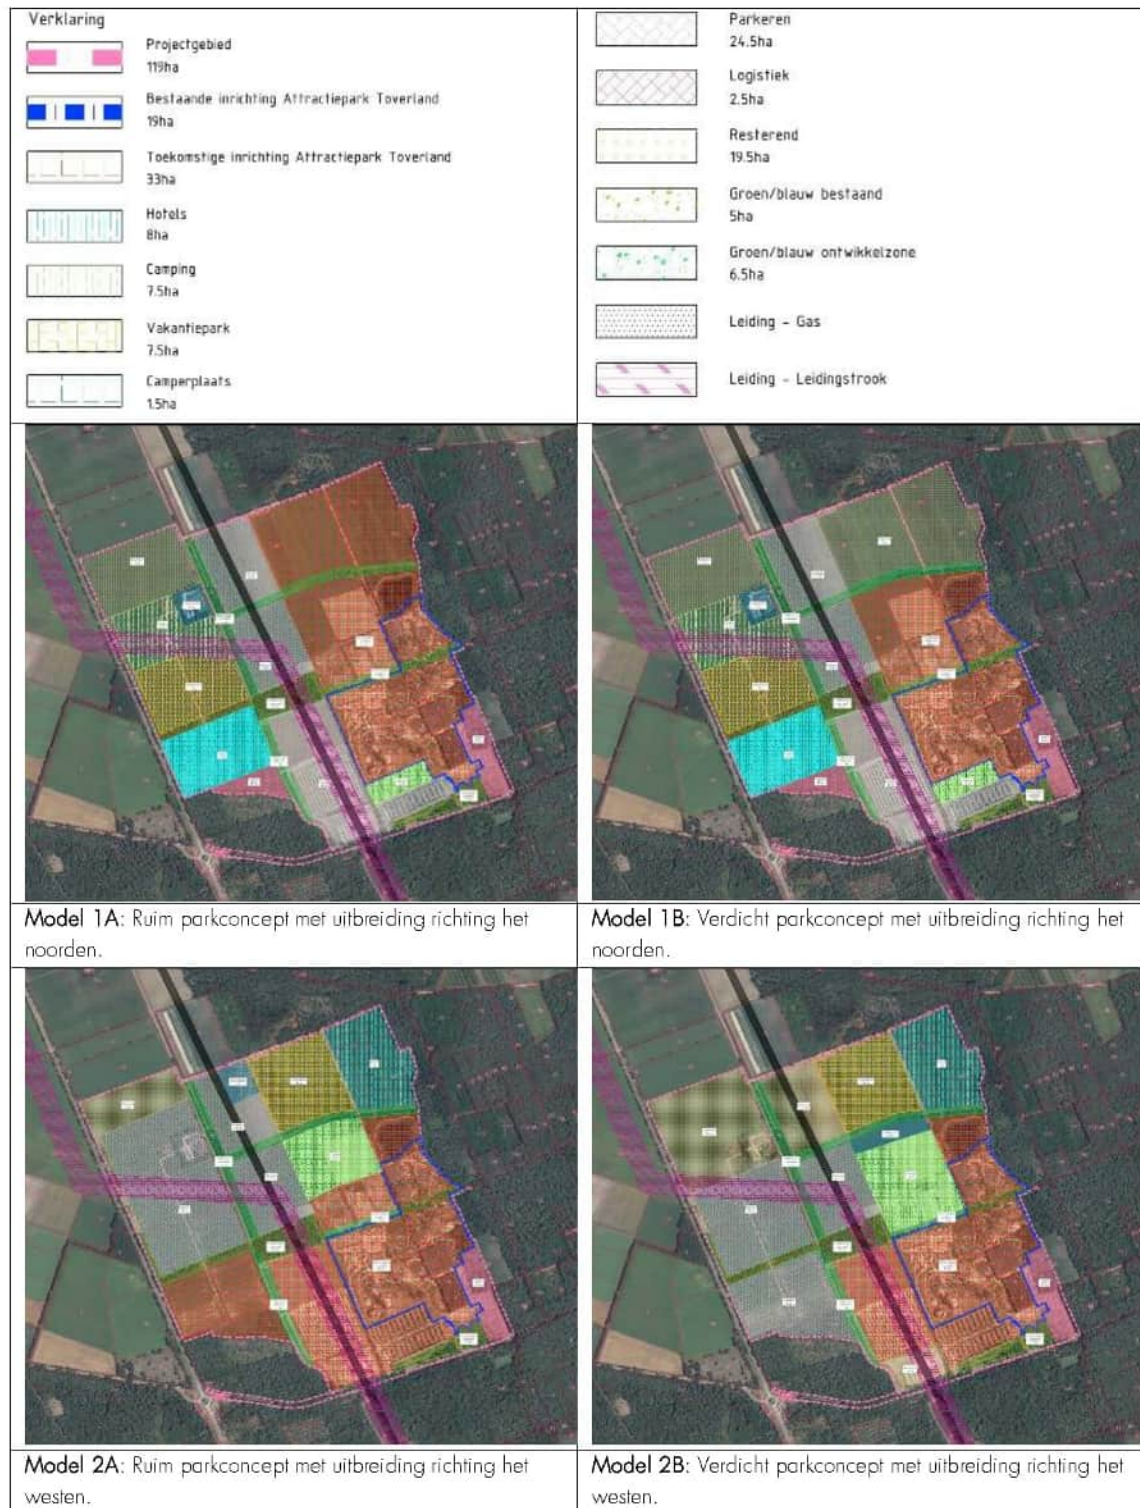 Verklaring
Projectgebied
119ha
Bestaande inrichting Attractiepark Toverland
19ha
Toekomstige inrichting Attractiepark Toverland
33ha
Hotels
8ha
Camping
7.5ha
Vakantiepark
7.5ha
Camperplaats
1.5ha
Parkeren
24.5ha
Logistiek
2.5ha
Resterend
19.5ha
Groen/blauw bestaand
5ha
Groen/blauw ontwikkelzone
6.5ha
Leiding - Gas
Leiding - Leidingstrook
Model 1A: Ruim parkconcept met uitbreiding richting het
noorden.
Model 1B: Verdicht parkconcept met uitbreiding richting het
noorden.
Model 2A: Ruim parkconcept met uitbreiding richting het
westen.
Model 2B: Verdicht parkconcept met uitbreiding richting het
westen.